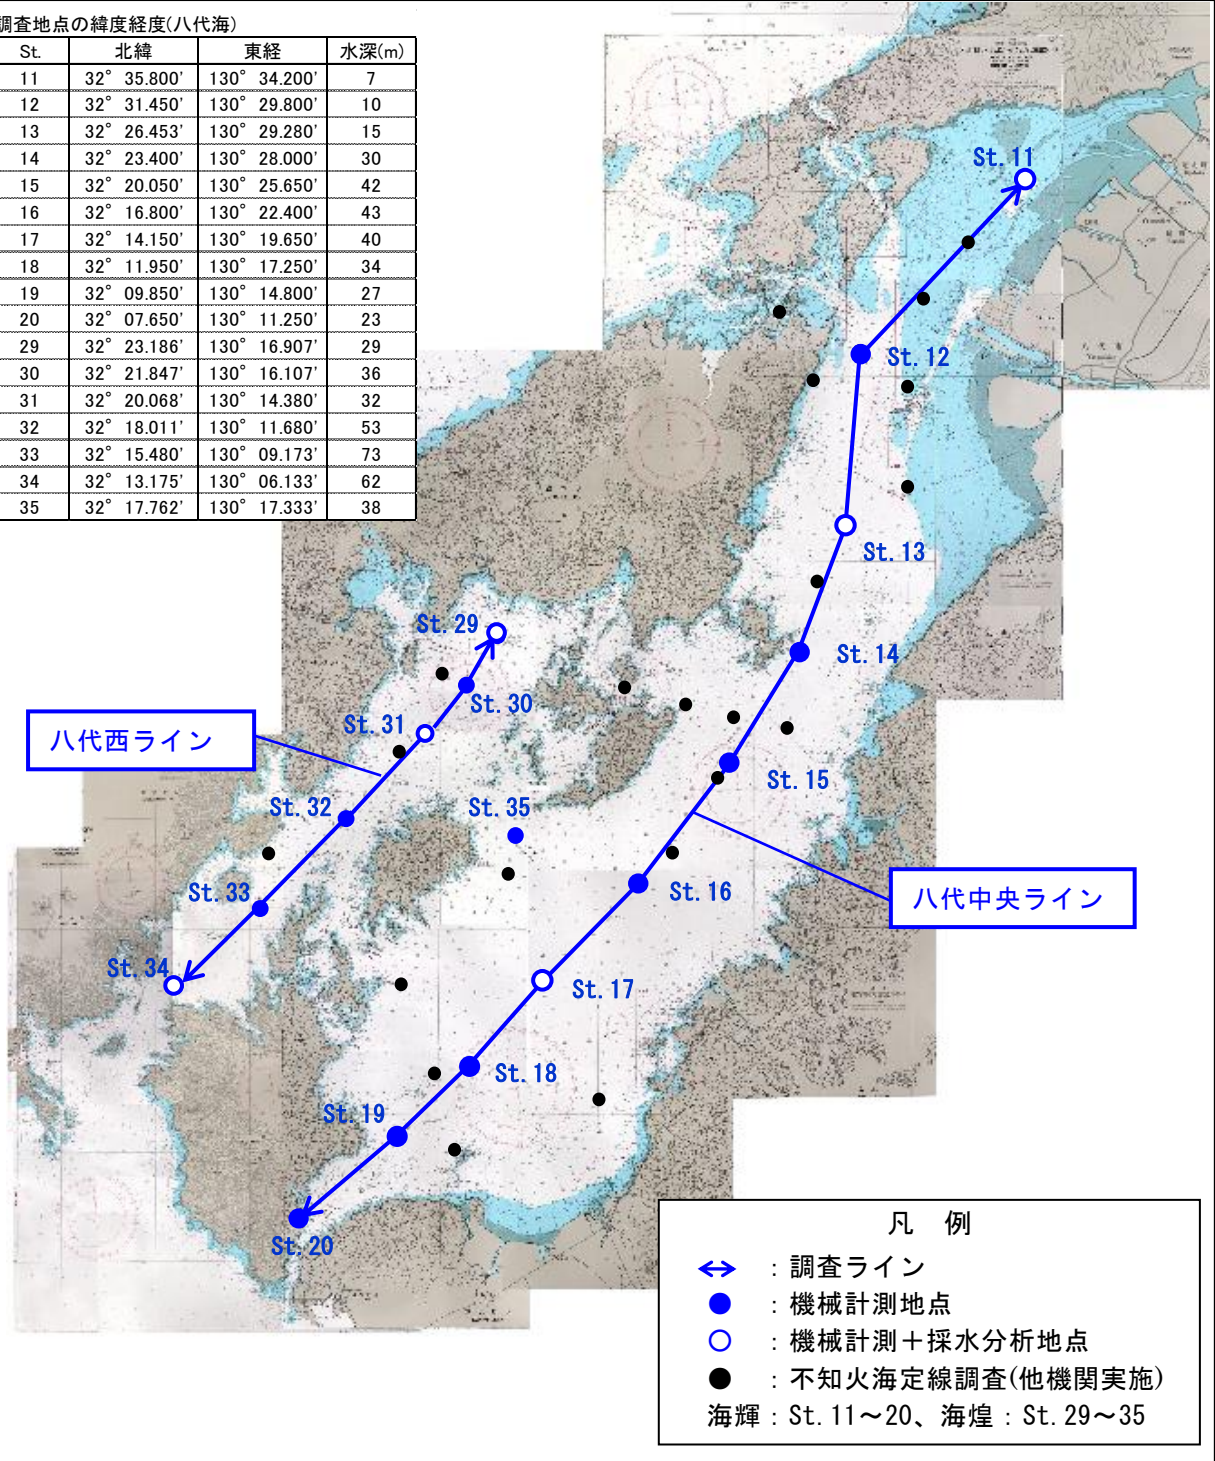 調査地点の緯度経度(八代海)
St. 北緯 東経 水深(m)
11 32° 35.800' 130° 34.200' 7
12 32° 31.450' 130° 29.800' 10
13 32° 26.453' 130° 29.280' 15
14 32° 23.400' 130° 28.000' 30
15 32° 20.050' 130° 25.650' 42
16 32° 16.800' 130° 22.400' 43
17 32° 14.150' 130° 19.650' 40
18 32° 11.950' 130° 17.250' 34
19 32° 09.850' 130° 14.800' 27
20 32° 07.650' 130° 11.250' 23
29 32° 23.186' 130° 16.907' 29
30 32° 21.847' 130° 16.107' 36
31 32° 20.068' 130° 14.380' 32
32 32° 18.011' 130° 11.680' 53
33 32° 15.480' 130° 09.173' 73
34 32° 13.175' 130° 06.133' 62
35 32° 17.762' 130° 17.333' 38
St. 11
St. 12
St. 13
St. 29
St. 14
St. 30
St. 31
八代西ライン
St. 15
St. 32
St. 35
St. 33
St. 16
八代中央ライン
St. 34
St. 17
St. 18
St. 19
St. 20
凡 例
：調査ライン
：機械計測地点
：機械計測＋採水分析地点
：不知火海定線調査(他機関実施)
海輝：St. 11～20、海煌：St. 29～35